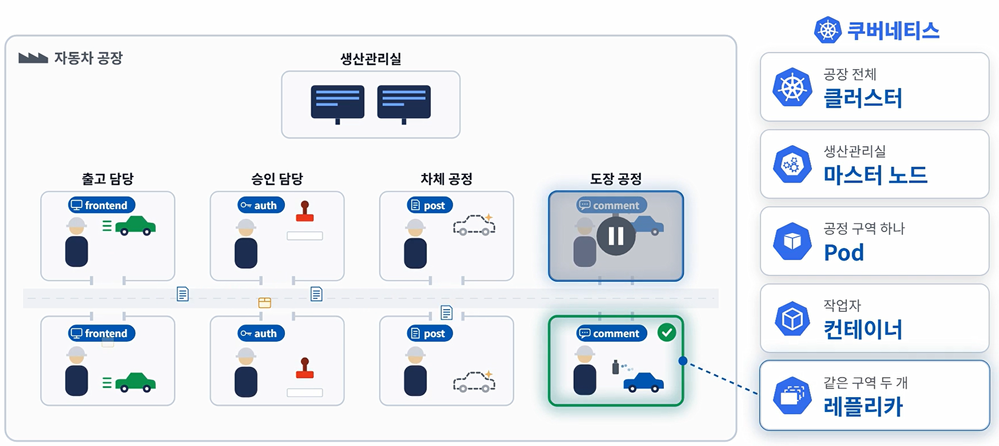 쿠버네티스
자동차 공장
생산관리실
출고 담당
승인 담당
차체 공정
도장 공정
frontend
auth
post
comment
frontend
auth
post
comment
공장 전체
클러스터
생산관리실
마스터 노드
공정 구역 하나
Pod
작업자
컨테이너
같은 구역 두 개
레플리카